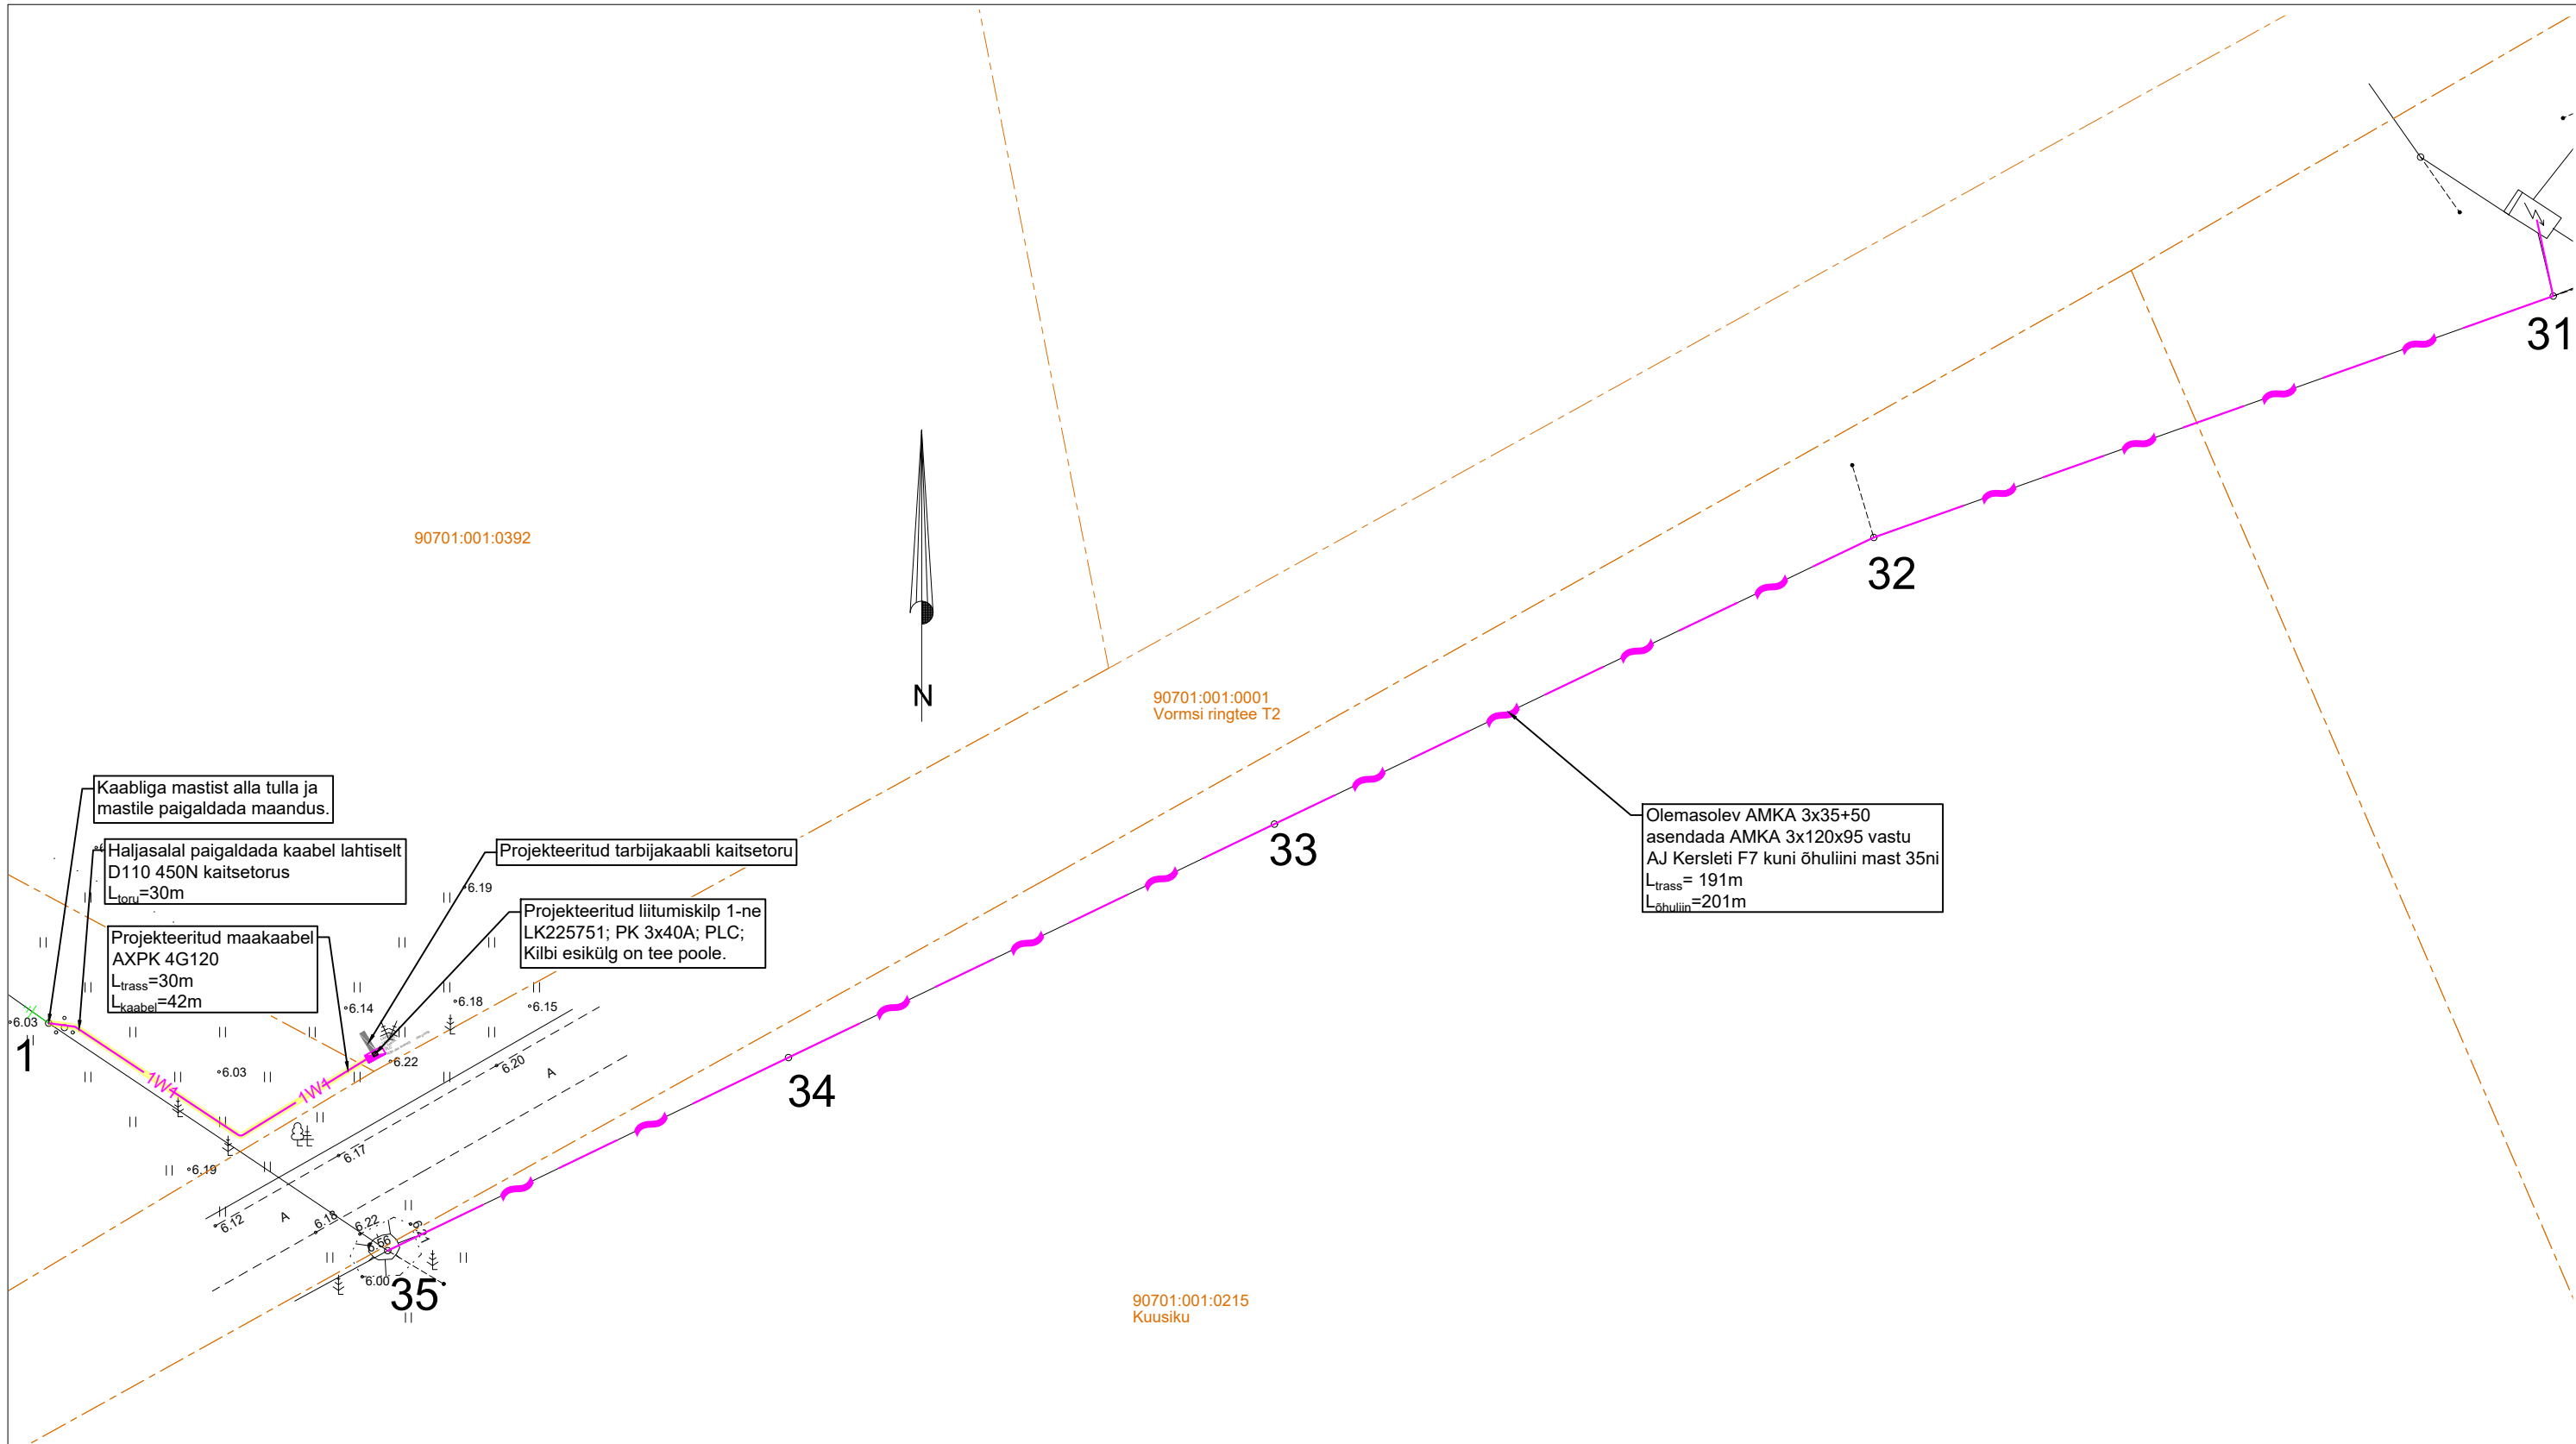 31
32
90701:001:0392
N
90701:001:0001
Vormsi ringtee T2
Kaabliga mastist alla tulla ja
mastile paigaldada maandus.
Haljasalal paigaldada kaabel lahtiselt
D110 450N kaitsetorus
Ltoru=30m
Projekteeritud tarbijakaabli kaitsetoru
33
Olemasolev AMKA 3x35+50
asendada AMKA 3x120x95 vastu
AJ Kersleti F7 kuni õhuliini mast 35ni
Ltrass= 191m
Lõhuliin=201m
6.19
Projekteeritud liitumiskilp 1-ne
LK225751; PK 3x40A; PLC;
Kilbi esikülg on tee poole.
Projekteeritud maakaabel
AXPK 4G120
Ltrass=30m
Lkaabel=42m
6.14
6.18
6.15
6.03
1
6.22
6.03
1W1
1W1
6.20
A
34
6.17
6.19
6.12
A
6.18
6.22
6.00
35
90701:001:0215
Kuusiku